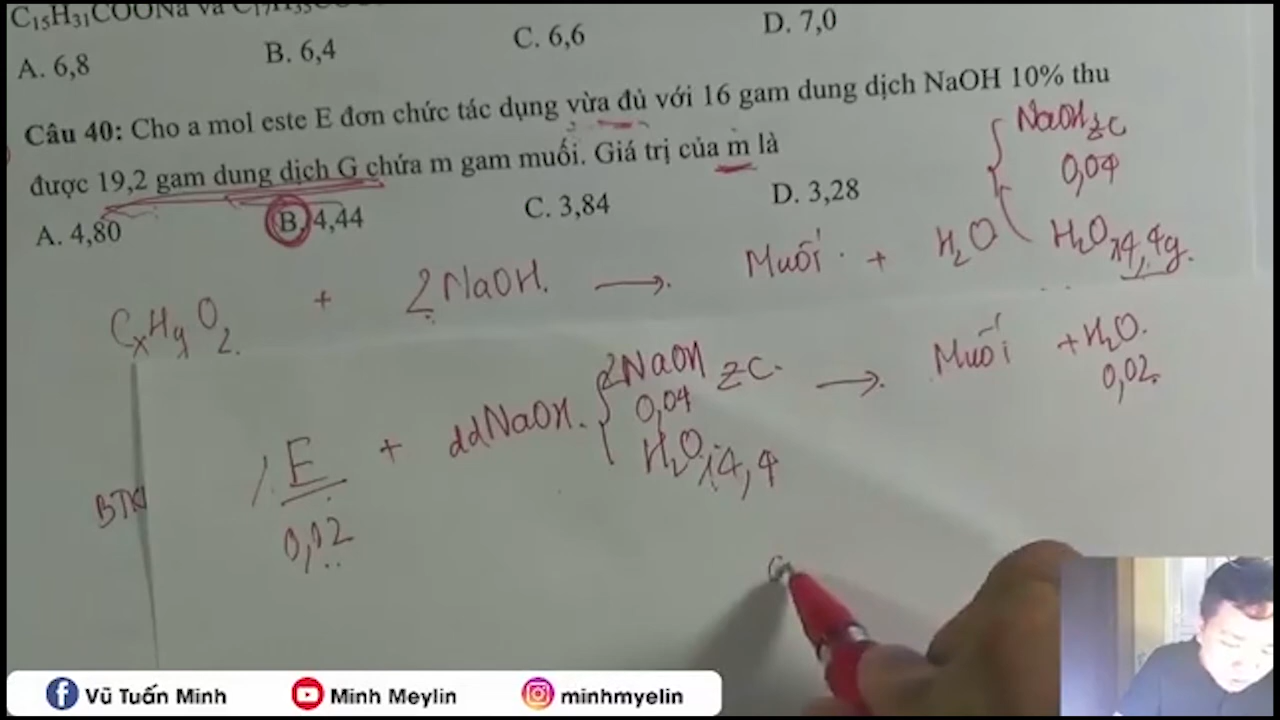 C₁₅H₃₁COONa và
A. 6,8 B. 6,4 C. 6,6 D. 7,0
Câu 40: Cho a mol este E đơn chức tác dụng vừa đủ với 16 gam dung dịch NaOH 10% thu
được 19,2 gam dung dịch G chứa m gam muối. Giá trị của m là
A. 4,80 B. 4,44 C. 3,84 D. 3,28
NaOH
0,04
H₂O 14,4g.
CxHyO₂ + 2NaOH → Muối + H₂O
E + ddNaOH 2NaOH → Muối + H₂O
0,02 0,04 0,02
H₂O 14,4
Vũ Tuấn Minh Minh Meylin minhmyelin